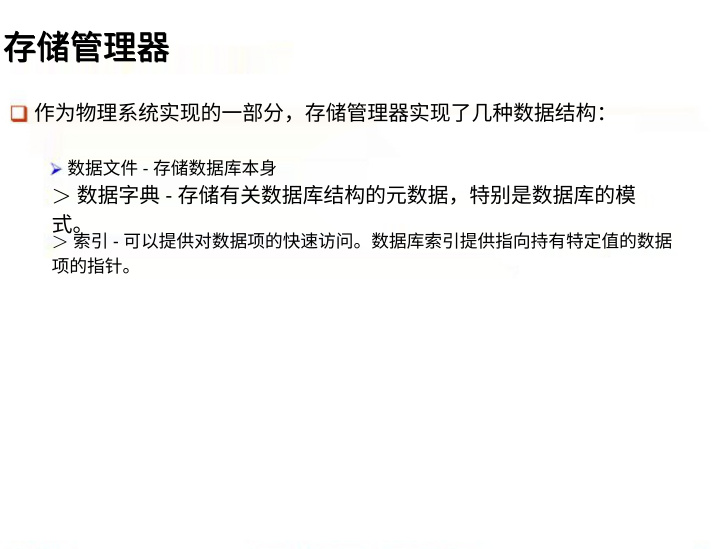 存储管理器
作为物理系统实现的一部分，存储管理器实现了几种数据结构：
数据文件 - 存储数据库本身
＞ 数据字典 - 存储有关数据库结构的元数据，特别是数据库的模
式。
＞ 索引 - 可以提供对数据项的快速访问。数据库索引提供指向持有特定值的数据
项的指针。